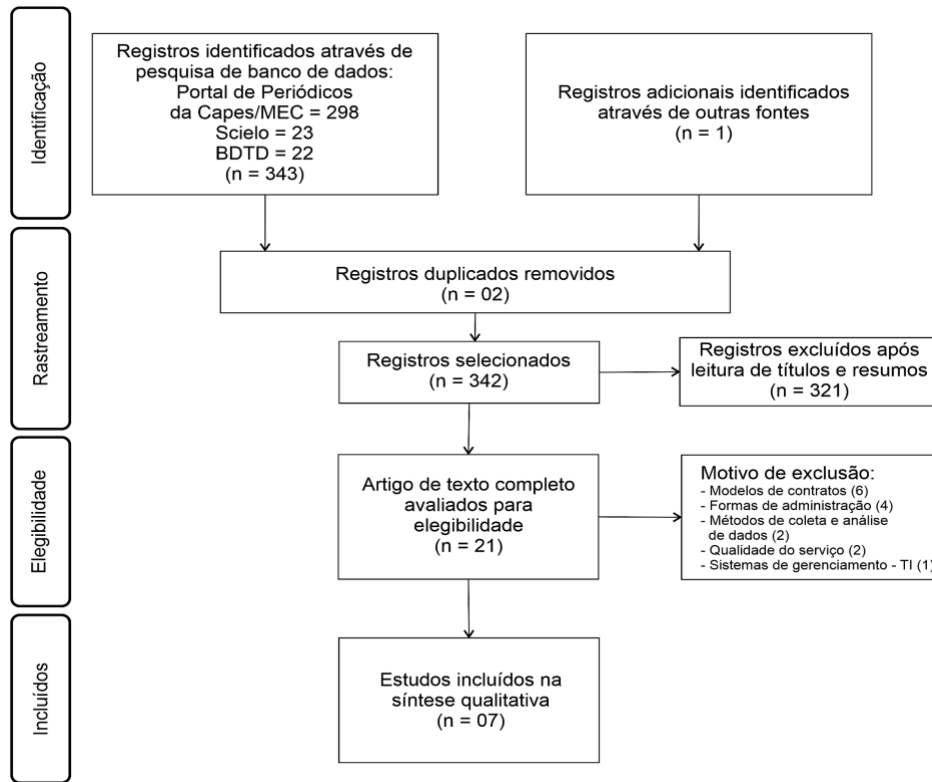 Identificação
Registros identificados através de
pesquisa de banco de dados:
Portal de Periódicos
da Capes/MEC = 298
Scielo = 23
BDTD = 22
(n = 343)
Registros adicionais identificados
através de outras fontes
(n = 1)
Rastreamento
Registros duplicados removidos
(n = 02)
Registros selecionados
(n = 342)
Registros excluídos após
leitura de títulos e resumos
(n = 321)
Elegibilidade
Artigo de texto completo
avaliados para
elegibilidade
(n = 21)
Motivo de exclusão:
- Modelos de contratos (6)
- Formas de administração (4)
- Métodos de coleta e análise
de dados (2)
- Qualidade do serviço (2)
- Sistemas de gerenciamento - TI (1)
Incluídos
Estudos incluídos na
síntese qualitativa
(n = 07)